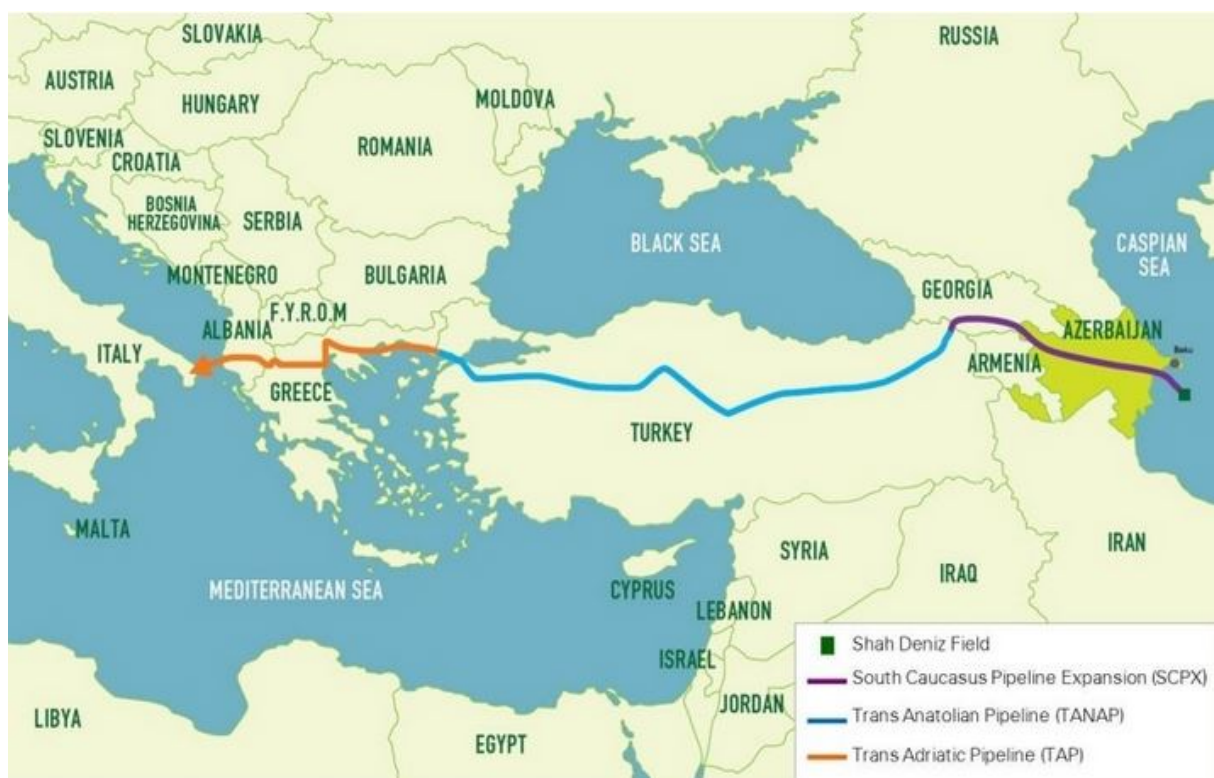 SLOVAKIA
RUSSIA
AUSTRIA
HUNGARY
MOLDOVA
SLOVENIA
CROATIA
ROMANIA
BOSNIA
HERZEGOVINA
SERBIA
BLACK SEA
CASPIAN
SEA
MONTENEGRO
BULGARIA
GEORGIA
F.Y.R.O.M
ALBANIA
AZERBAIJAN
ITALY
Baku
ARMENIA
GREECE
TURKEY
MALTA
SYRIA
IRAN
MEDITERRANEAN SEA
CYPRUS
IRAQ
LEBANON
ISRAEL
JORDAN
LIBYA
EGYPT
Shah Deniz Field
South Caucasus Pipeline Expansion (SCPX)
Trans Anatolian Pipeline (TANAP)
Trans Adriatic Pipeline (TAP)